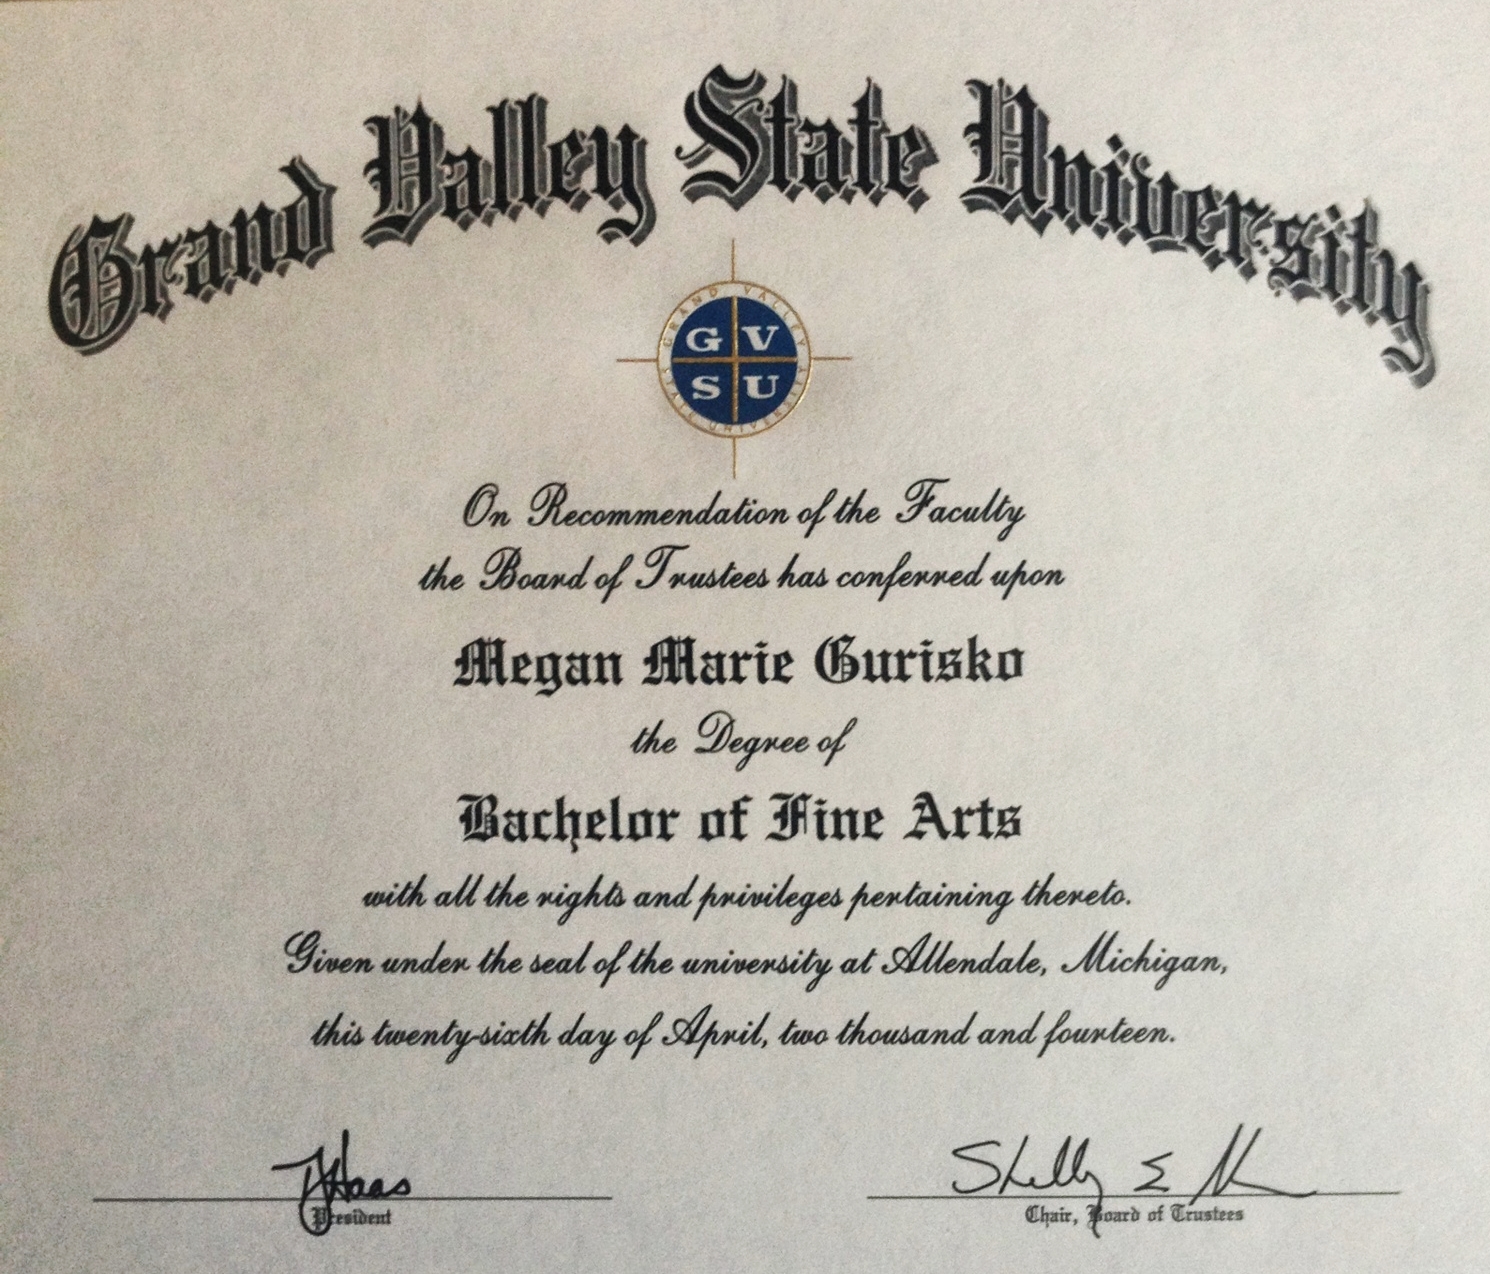 Grand Valley State University
GRAND VALLEY
G V
S U
STATE UNIVERSITY
On Recommendation of the Faculty
the Board of Trustees has conferred upon
Megan Marie Gurisko
the Degree of
Bachelor of Fine Arts
with all the rights and privileges pertaining thereto.
Given under the seal of the university at Allendale, Michigan,
this twenty-sixth day of April, two thousand and fourteen.
THaas
Shelly E
President
Chair, Board of Trustees